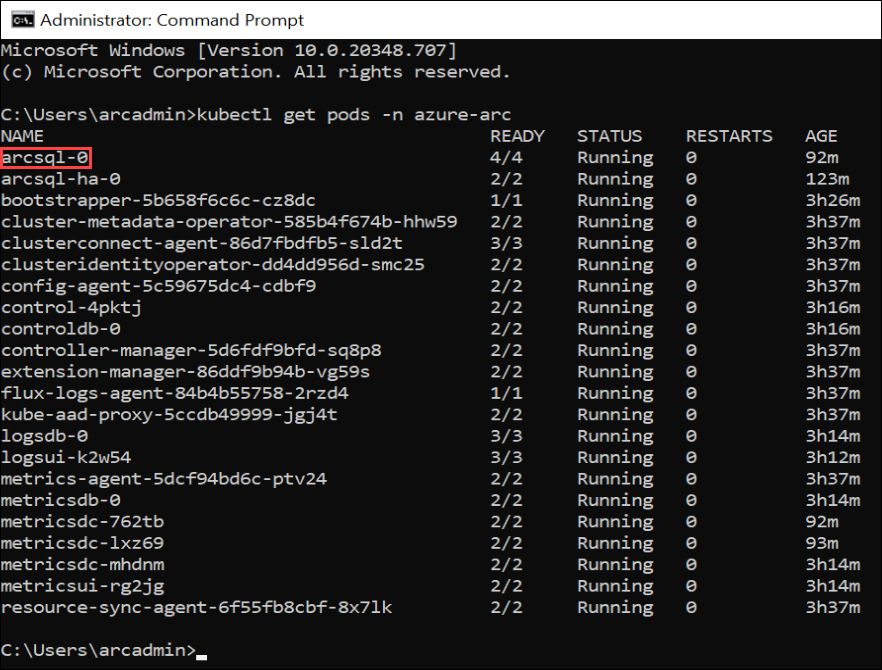 Administrator: Command Prompt
Microsoft Windows [Version 10.0.20348.707]
(c) Microsoft Corporation. All rights reserved.
C:\Users\arcadmin>kubectl get pods -n azure-arc
NAME READY STATUS RESTARTS AGE
arcsql-0 4/4 Running 0 92m
arcsql-ha-0 2/2 Running 0 123m
bootstrapper-5b658f6c6c-cz8dc 1/1 Running 0 3h26m
cluster-metadata-operator-585b4f674b-hhw59 2/2 Running 0 3h37m
clusterconnect-agent-86d7fbdfb5-sld2t 3/3 Running 0 3h37m
clusteridentityoperator-dd4dd956d-smc25 2/2 Running 0 3h37m
config-agent-5c59675dc4-cdbf9 2/2 Running 0 3h37m
control-4pktj 2/2 Running 0 3h16m
controldb-0 2/2 Running 0 3h16m
controller-manager-5d6fdf9bfd-sq8p8 2/2 Running 0 3h37m
extension-manager-86ddf9b94b-vg59s 2/2 Running 0 3h37m
flux-logs-agent-84b4b55758-2rzd4 1/1 Running 0 3h37m
kube-aad-proxy-5ccdb49999-jgj4t 2/2 Running 0 3h37m
logsdb-0 3/3 Running 0 3h14m
logsui-k2w54 3/3 Running 0 3h12m
metrics-agent-5dcf94bd6c-ptv24 2/2 Running 0 3h37m
metricsdb-0 2/2 Running 0 3h14m
metricsdc-762tb 2/2 Running 0 92m
metricsdc-lxz69 2/2 Running 0 93m
metricsdc-mhdnm 2/2 Running 0 3h14m
metricsui-rg2jg 2/2 Running 0 3h14m
resource-sync-agent-6f55fb8cbf-8x7lk 2/2 Running 0 3h37m
C:\Users\arcadmin>_